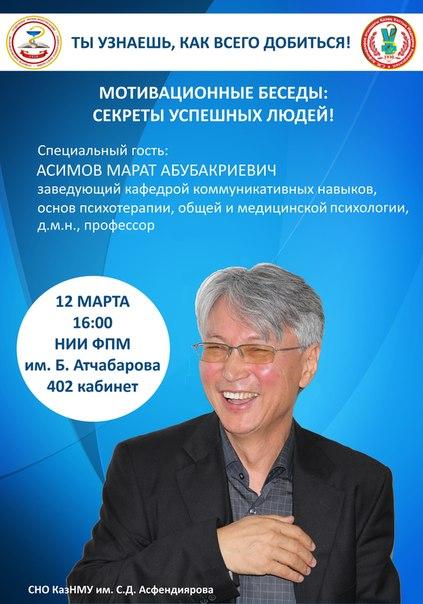 ТЫ УЗНАЕШЬ, КАК ВСЕГО ДОБИТЬСЯ!
МОТИВАЦИОННЫЕ БЕСЕДЫ:
СЕКРЕТЫ УСПЕШНЫХ ЛЮДЕЙ!
Специальный гость:
АСИМОВ МАРАТ АБУБАКРИЕВИЧ
заведующий кафедрой коммуникативных навыков,
основ психотерапии, общей и медицинской психологии,
д.м.н., профессор
12 МАРТА
16:00
НИИ ФПМ
им. Б. Атчабарова
402 кабинет
СНО КазНМУ им. С.Д. Асфендиярова